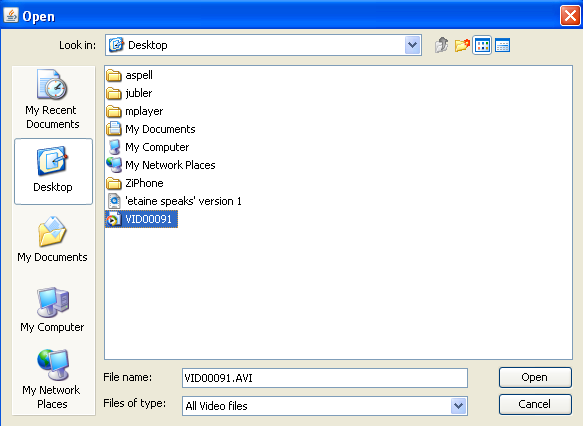 Open
Look in:
Desktop
My Recent
Documents
Desktop
My Documents
My Computer
My Network
Places
aspell
jubler
mplayer
My Documents
My Computer
My Network Places
ZiPhone
'etaine speaks' version 1
VID00091
File name:
VID00091.AVI
Open
Files of type:
All Video files
Cancel